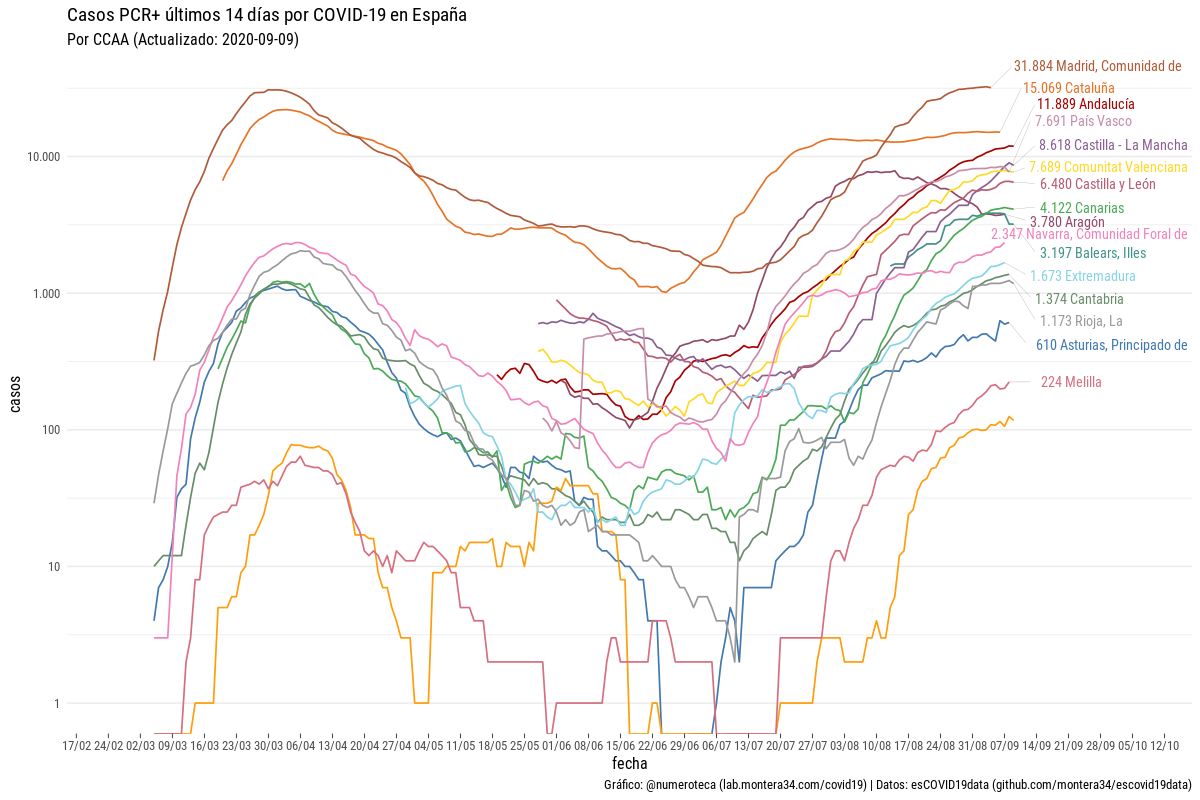 Casos PCR+ últimos 14 días por COVID-19 en España
Por CCAA (Actualizado: 2020-09-09)
31.884 Madrid, Comunidad de
15.069 Cataluña
11.889 Andalucía
7.691 País Vasco
8.618 Castilla - La Mancha
7.689 Comunitat Valenciana
6.480 Castilla y León
4.122 Canarias
3.780 Aragón
2.347 Navarra, Comunidad Foral de
3.197 Balears, Illes
1.673 Extremadura
1.374 Cantabria
1.173 Rioja, La
610 Asturias, Principado de
224 Melilla
10.000
1.000
100
10
1
casos
17/02 24/02 02/03 09/03 16/03 23/03 30/03 06/04 13/04 20/04 27/04 04/05 11/05 18/05 25/05 01/06 08/06 15/06 22/06 29/06 06/07 13/07 20/07 27/07 03/08 10/08 17/08 24/08 31/08 07/09 14/09 21/09 28/09 05/10 12/10
fecha
Gráfico: @numeroteca (lab.montera34.com/covid19) | Datos: esCOVID19data (github.com/montera34/escovid19data)